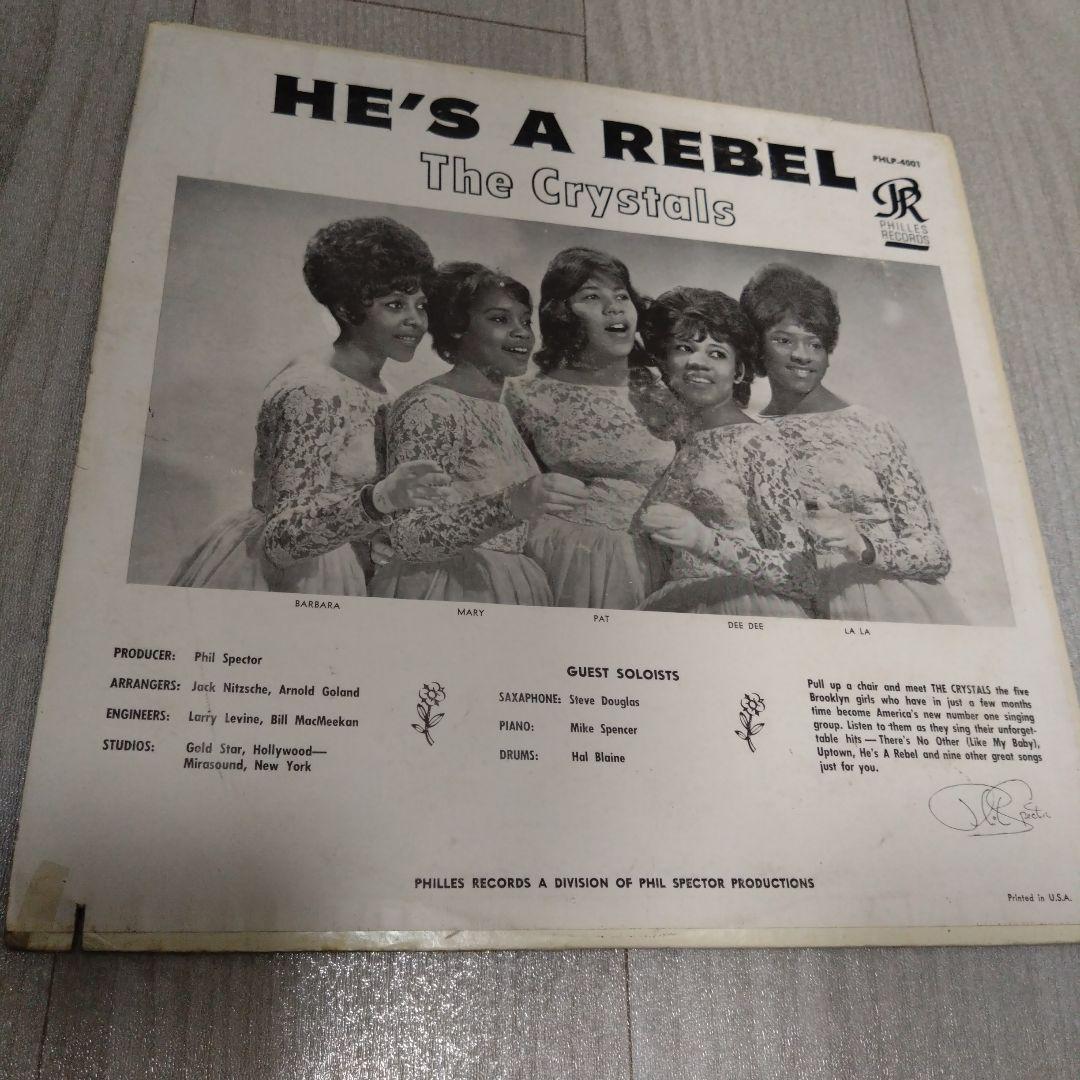 HE'S A REBEL
The Crystals
PHLP-4001
PR
PHILLES
RECORDS
BARBARA
MARY
PAT
DEE DEE
LA LA
PRODUCER: Phil Spector
ARRANGERS: Jack Nitzsche, Arnold Goland
ENGINEERS: Larry Levine, Bill MacMeekan
STUDIOS: Gold Star, Hollywood—
Mirasound, New York
GUEST SOLOISTS
SAXAPHONE: Steve Douglas
PIANO: Mike Spencer
DRUMS: Hal Blaine
Pull up a chair and meet THE CRYSTALS the five
Brooklyn girls who have in just a few months
time become America's new number one singing
group. Listen to them as they sing their unforget-
table hits — There's No Other (Like My Baby),
Uptown, He's A Rebel and nine other great songs
just for you.
Phil Spector
PHILLES RECORDS A DIVISION OF PHIL SPECTOR PRODUCTIONS
Printed in U.S.A.